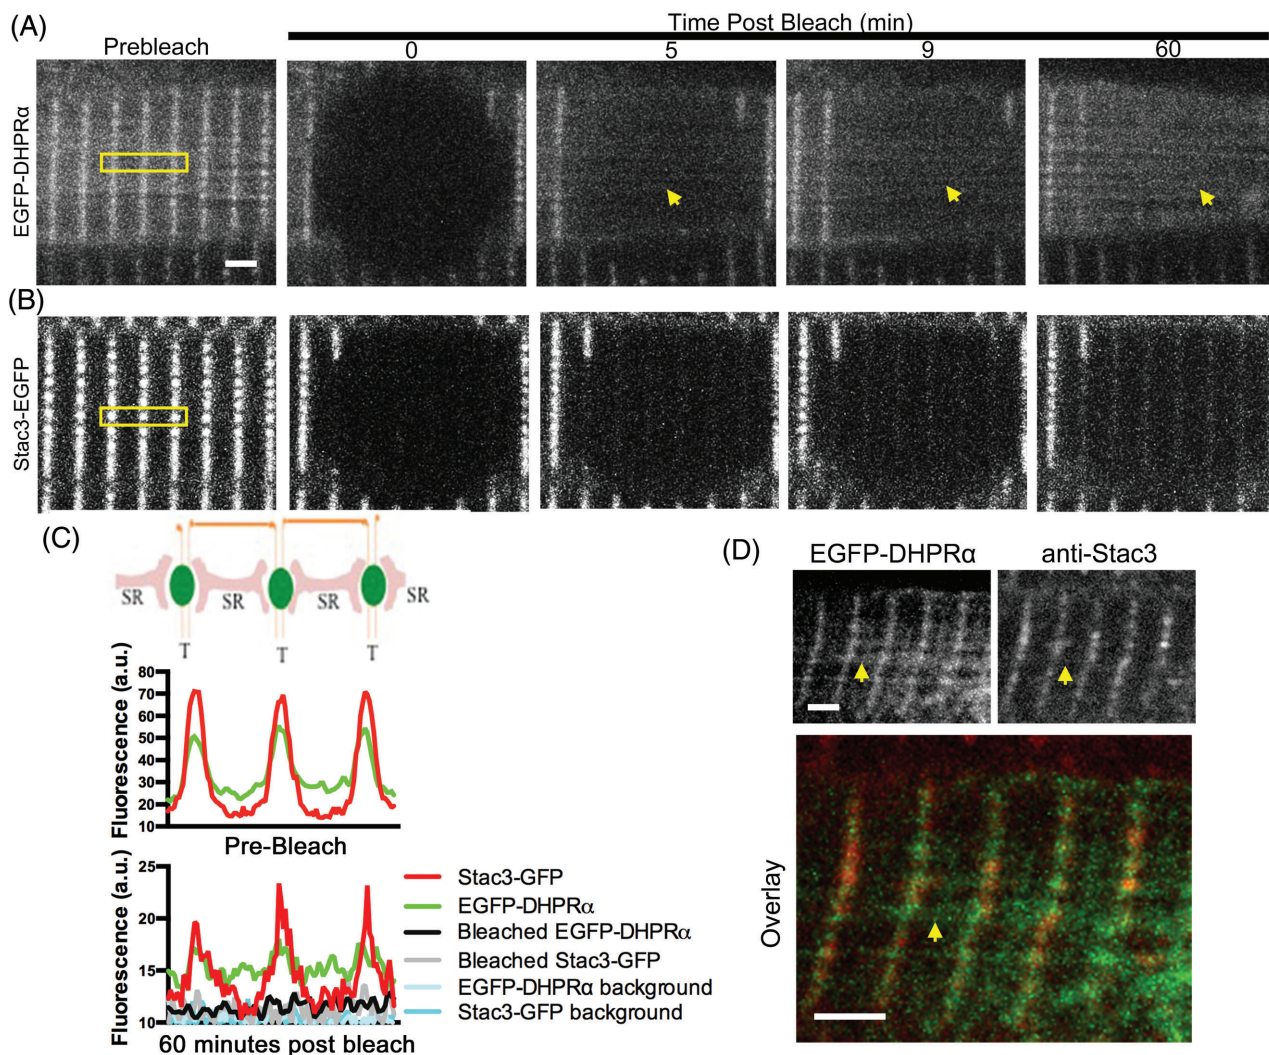 (A)
Time Post Bleach (min)
Prebleach
0
5
9
60
EGFP-DHPRα
(B)
Stac3-EGFP
(C)
SR
SR
SR
SR
T
T
T
Fluorescence (a.u.)
80
70
60
50
40
30
20
10
Pre-Bleach
Fluorescence (a.u.)
25
20
15
10
60 minutes post bleach
Stac3-GFP
EGFP-DHPRα
Bleached EGFP-DHPRα
Bleached Stac3-GFP
EGFP-DHPRα background
Stac3-GFP background
(D)
EGFP-DHPRα
anti-Stac3
Overlay